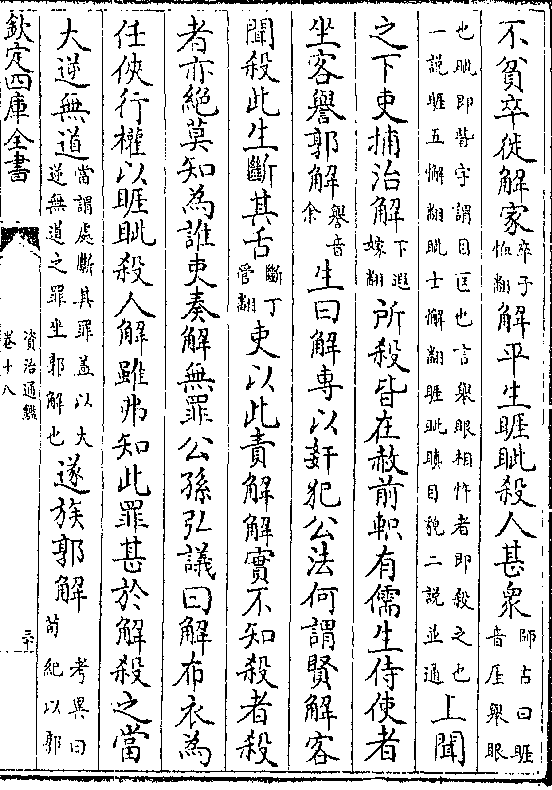 不貧卒徙解家卒子恤翻解平生睚眦殺人甚衆師古曰睚音厓舉眼
也眦即眥字謂目匡也言舉眼相忤者即殺之也一説睚五懈翻眦士懈翻睚眦瞋目貌二説並通上聞
之下吏捕治解下遐嫁翻所殺皆在赦前軹有儒生侍使者
坐客譽郭解譽音余生曰解專以姧犯公法何謂賢解客
聞殺此生斷其舌斷丁管翻吏以此責解解實不知殺者殺
者亦絶莫知為誰吏奏解無罪公孫弘議曰解布衣為
任俠行權以睚眦殺人解雖弗知此罪甚於解殺之當
大逆無道當謂處斷其罪蓋以大逆無道之罪坐郭解也遂族郭解考異曰荀紀以郭
欽定四庫全書
資治通鑑
卷十八
三十